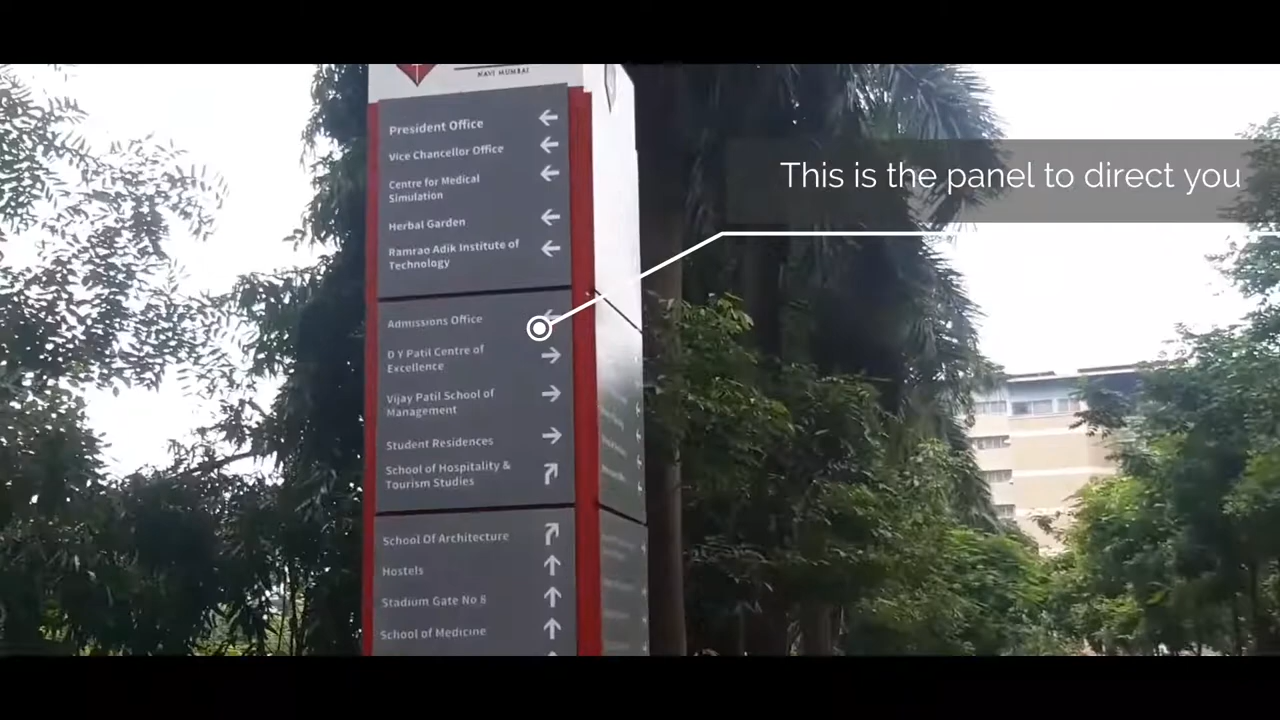 NAVI MUMBAI
President Office
Vice Chancellor Office
Centre for Medical
Simulation
Herbal Garden
Ramrao Adik Institute of
Technology
Admissions Office
D Y Patil Centre of
Excellence
Vijay Patil School of
Management
Student Residences
School of Hospitality &
Tourism Studies
School Of Architecture
Hostels
Stadium Gate No 8
School of Medicine
This is the panel to direct you